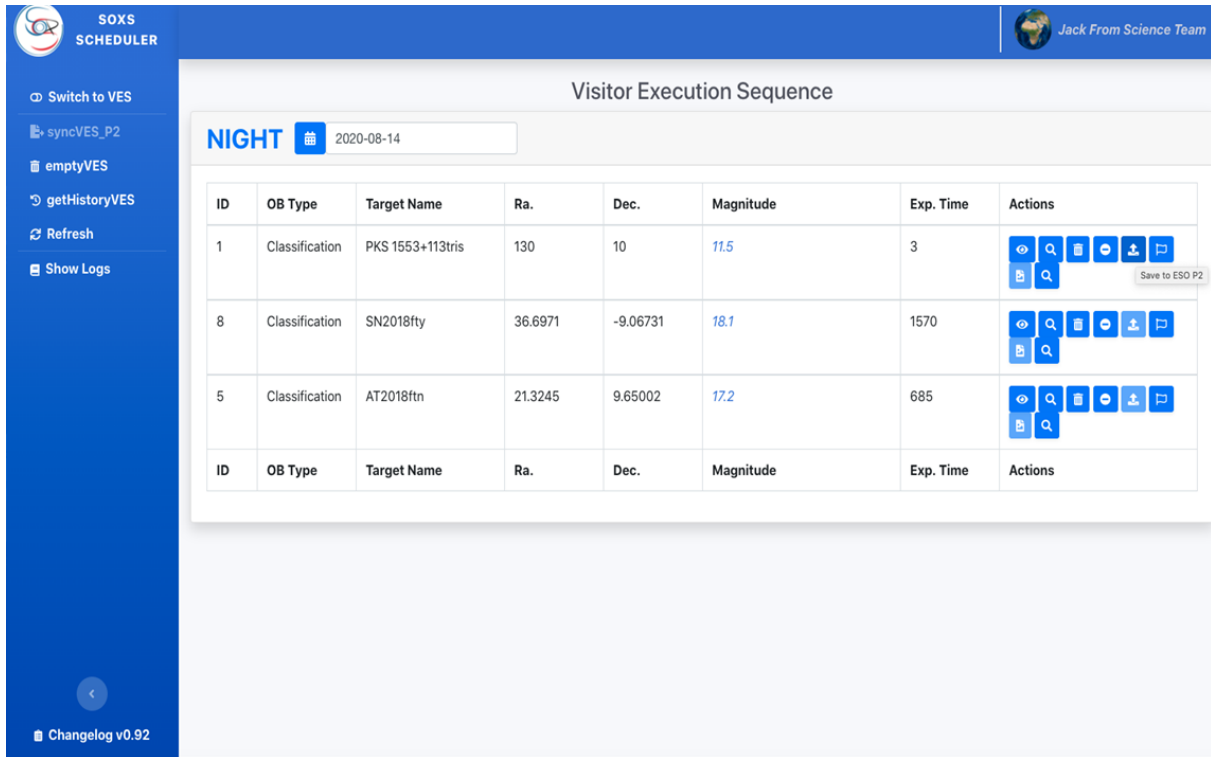 SOXS
SCHEDULER
Jack From Science Team
Switch to VES
syncVES_P2
emptyVES
getHistoryVES
Refresh
Show Logs
Changelog v0.92
Visitor Execution Sequence
NIGHT 2020-08-14
ID OB Type Target Name Ra. Dec. Magnitude Exp. Time Actions
1 Classification PKS 1553+113tris 130 10 11.5 3
Save to ESO P2
8 Classification SN2018fty 36.6971 -9.06731 18.1 1570
5 Classification AT2018ftn 21.3245 9.65002 17.2 685
ID OB Type Target Name Ra. Dec. Magnitude Exp. Time Actions